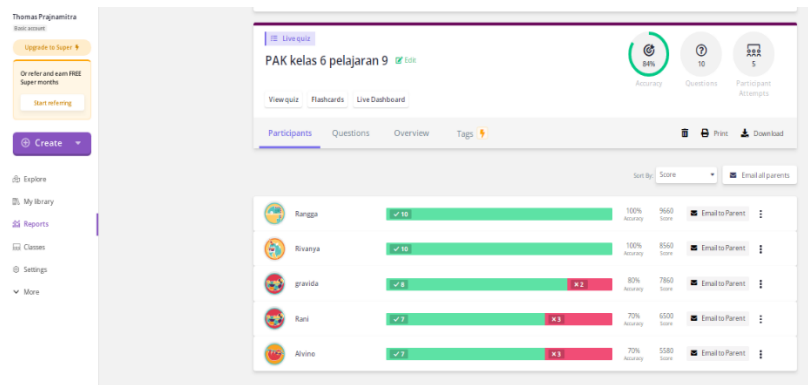 Thomas Prajnamitra
Basic account
Upgrade to Super
Or refer and earn FREE
Super months
Start referring
Create
Explore
My library
Reports
Classes
Settings
More
Live quiz
PAK kelas 6 pelajaran 9 Edit
View quiz Flashcards Live Dashboard
84%
Accuracy
10
Questions
5
Participant
Attempts
Participants Questions Overview Tags
Print Download
Sort By Score Email all parents
Rangga 10 100% Accuracy 9660 Score Email to Parent
Rivanya 10 100% Accuracy 8560 Score Email to Parent
gravida 8 2 80% Accuracy 7860 Score Email to Parent
Rani 7 3 70% Accuracy 6500 Score Email to Parent
Alvino 7 3 70% Accuracy 5580 Score Email to Parent